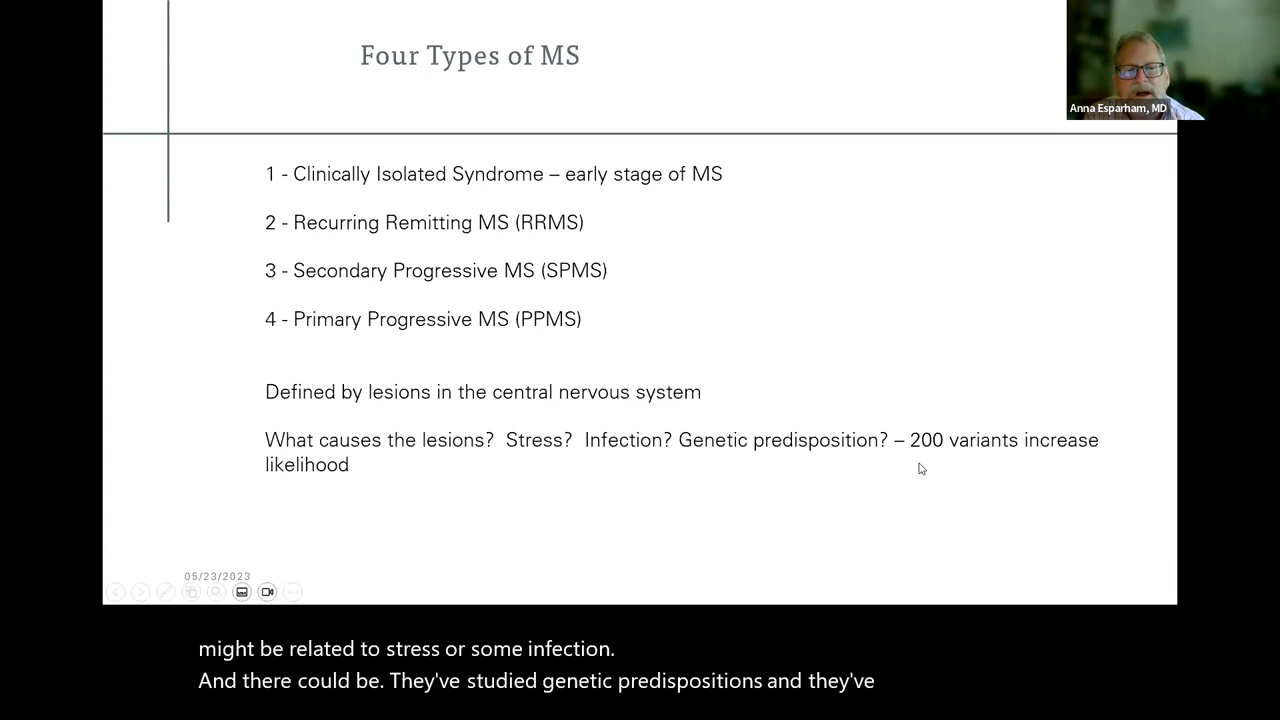 Four Types of MS
Anna Esparham, MD
1 - Clinically Isolated Syndrome – early stage of MS
2 - Recurring Remitting MS (RRMS)
3 - Secondary Progressive MS (SPMS)
4 - Primary Progressive MS (PPMS)
Defined by lesions in the central nervous system
What causes the lesions?  Stress?  Infection? Genetic predisposition? – 200 variants increase
likelihood
05/23/2023
might be related to stress or some infection.
And there could be. They've studied genetic predispositions and they've